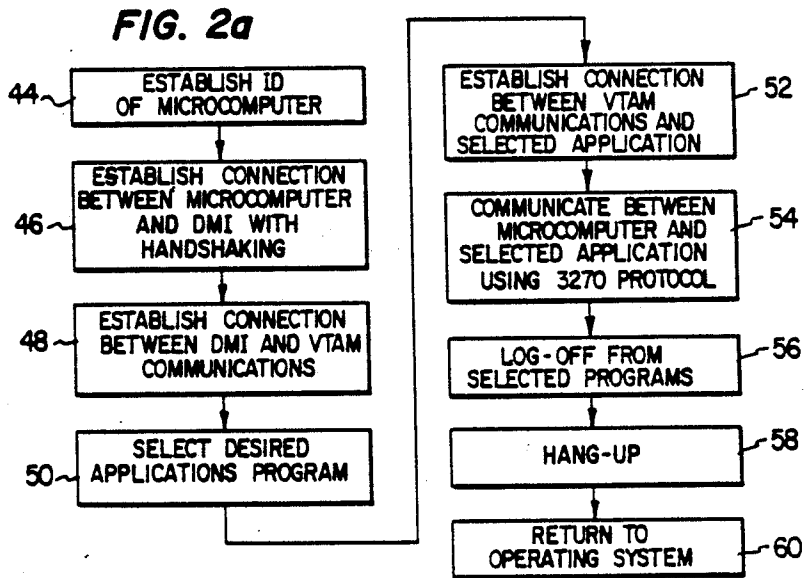 FIG. 2a
44
ESTABLISH ID
OF MICROCOMPUTER
46
ESTABLISH CONNECTION
BETWEEN MICROCOMPUTER
AND DMI WITH
HANDSHAKING
48
ESTABLISH CONNECTION
BETWEEN DMI AND VTAM
COMMUNICATIONS
50
SELECT DESIRED
APPLICATIONS PROGRAM
ESTABLISH CONNECTION
BETWEEN VTAM
COMMUNICATIONS AND
SELECTED APPLICATION
52
COMMUNICATE BETWEEN
MICROCOMPUTER AND
SELECTED APPLICATION
USING 3270 PROTOCOL
54
LOG-OFF FROM
SELECTED PROGRAMS
56
HANG-UP
58
RETURN TO
OPERATING SYSTEM
60